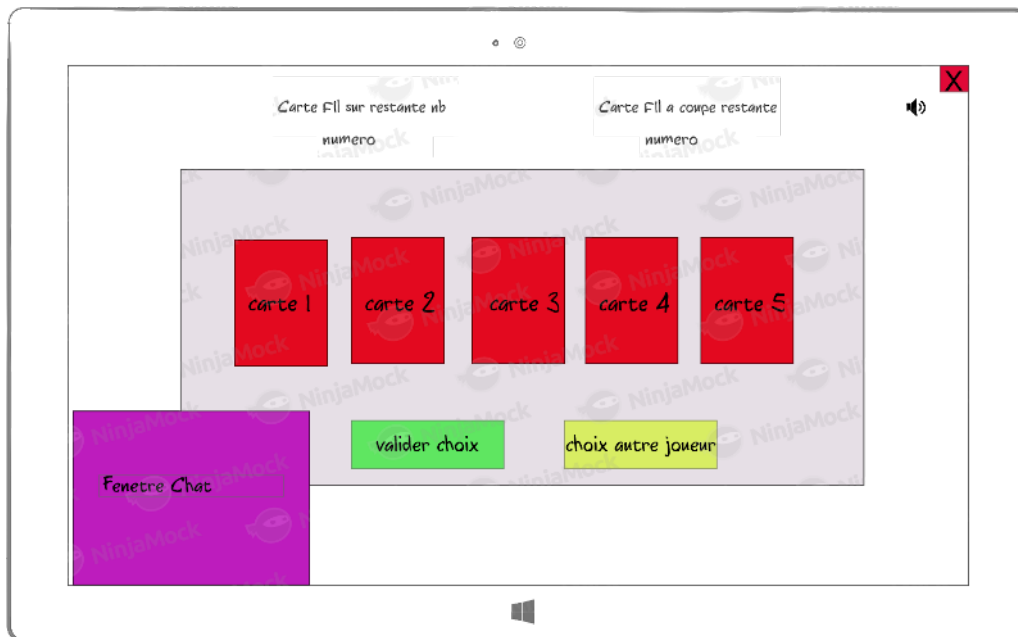 X
Carte Fil sur restante nb
numero
Carte Fil a coupe restante
numero
carte 1
carte 2
carte 3
carte 4
carte 5
valider choix
choix autre joueur
Fenetre Chat
NinjaMock